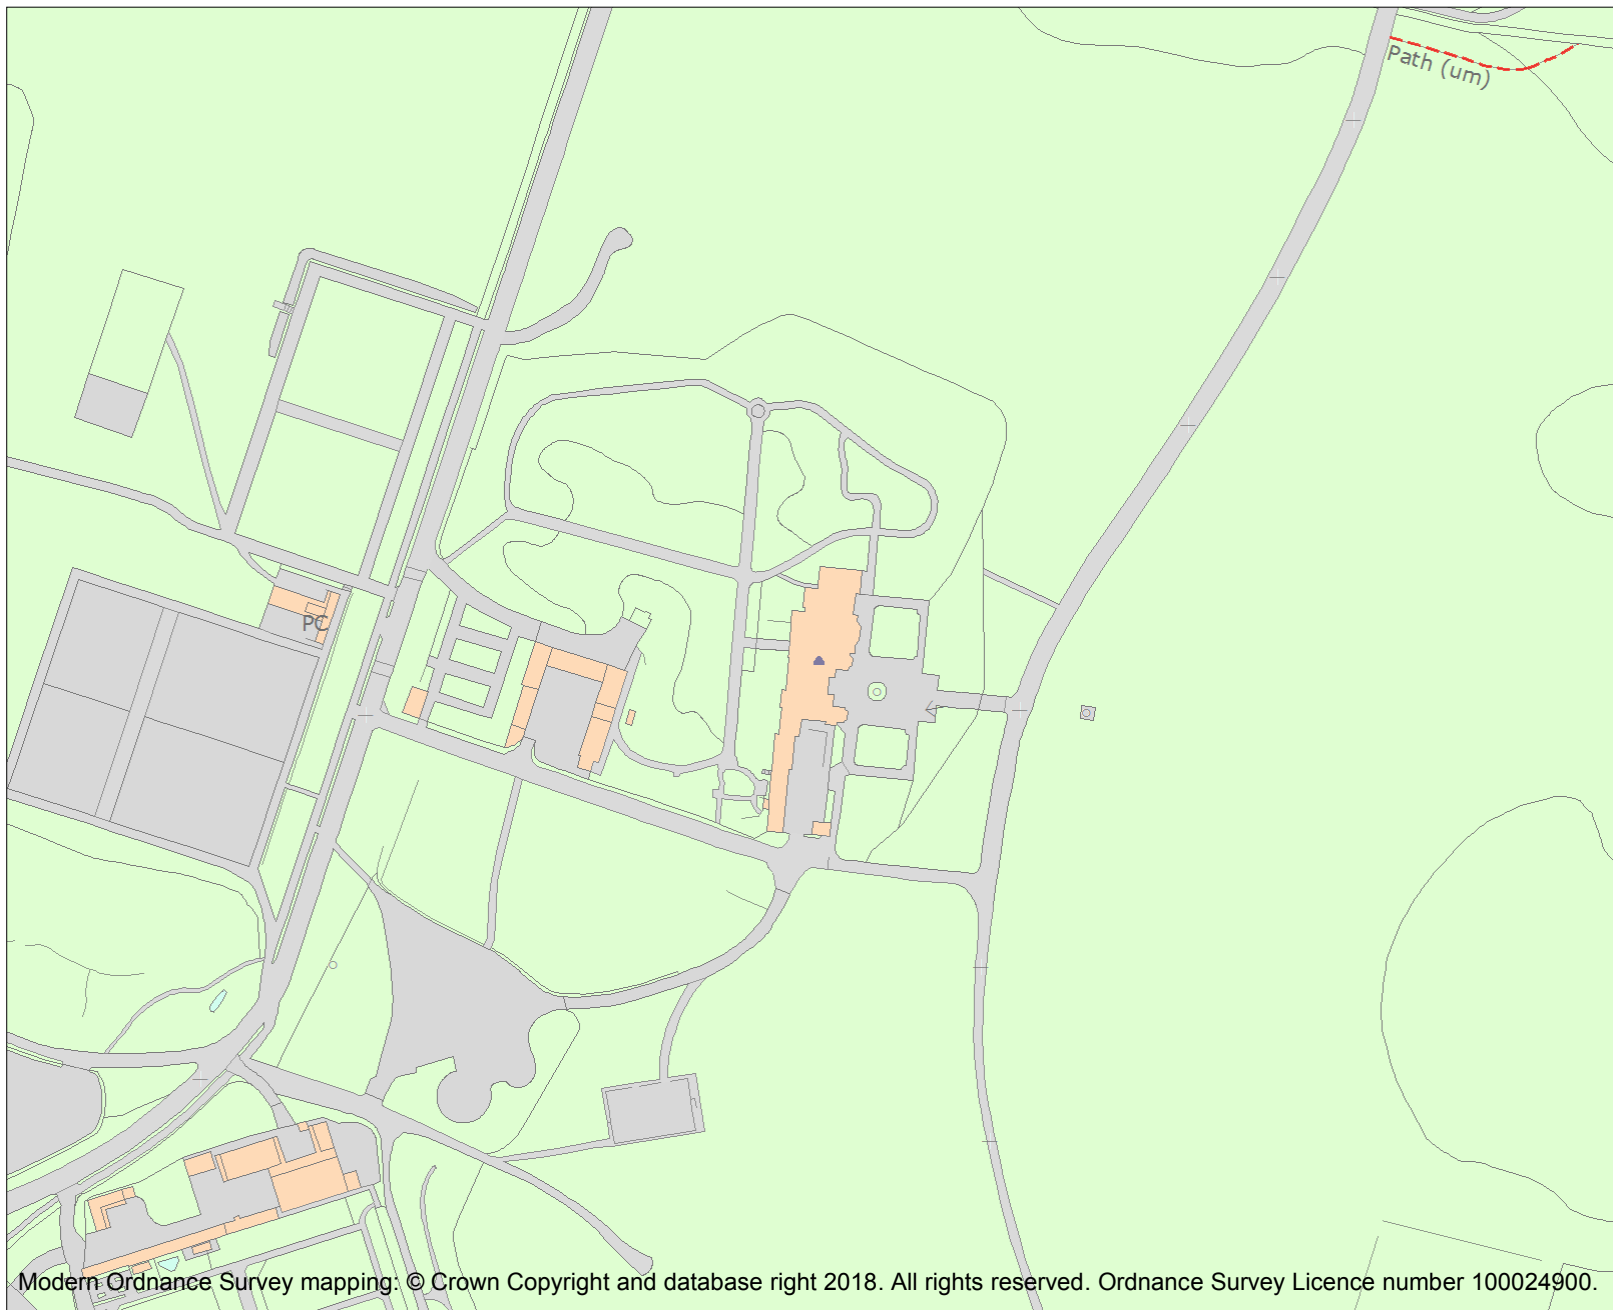 Path (um)
PC
Modern Ordnance Survey mapping: © Crown Copyright and database right 2018. All rights reserved. Ordnance Survey Licence number 100024900.